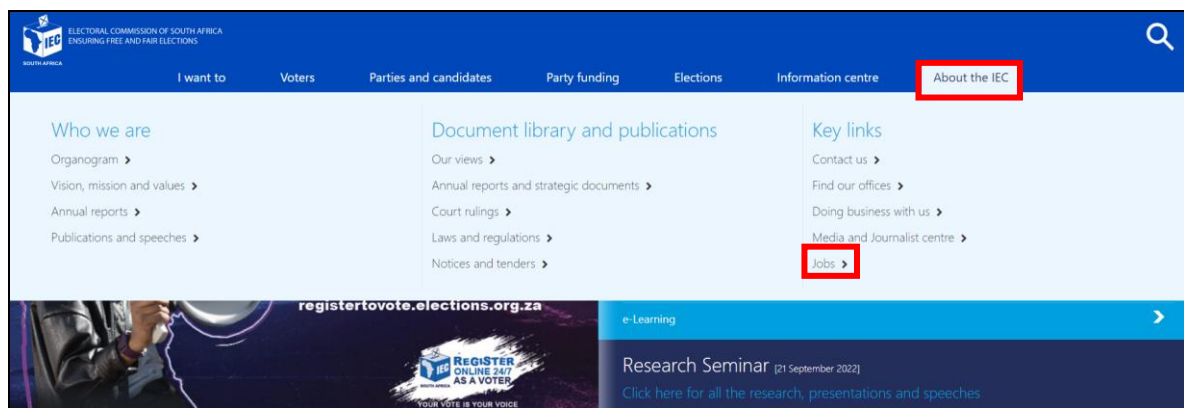 ELECTORAL COMMISSION OF SOUTH AFRICA
ENSURING FREE AND FAIR ELECTIONS
IEC
SOUTH AFRICA
I want to Voters Parties and candidates Party funding Elections Information centre About the IEC
Who we are
Organogram
Vision, mission and values
Annual reports
Publications and speeches
Document library and publications
Our views
Annual reports and strategic documents
Court rulings
Laws and regulations
Notices and tenders
Key links
Contact us
Find our offices
Doing business with us
Media and Journalist centre
Jobs
registertovote.elections.org.za
IEC
SOUTH AFRICA
REGISTER
ONLINE 24/7
AS A VOTER
YOUR VOTE IS YOUR VOICE
e-Learning
Research Seminar [21 September 2022]
Click here for all the research, presentations and speeches